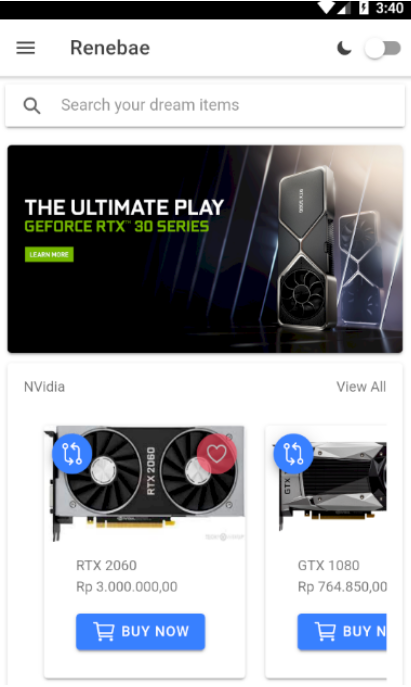 3:40
Renebae
Search your dream items
THE ULTIMATE PLAY
GEFORCE RTX™ 30 SERIES
LEARN MORE
NVidia
View All
RTX 2060
GTX
RTX 2060
Rp 3.000.000,00
BUY NOW
GTX 1080
Rp 764.850,00
BUY N